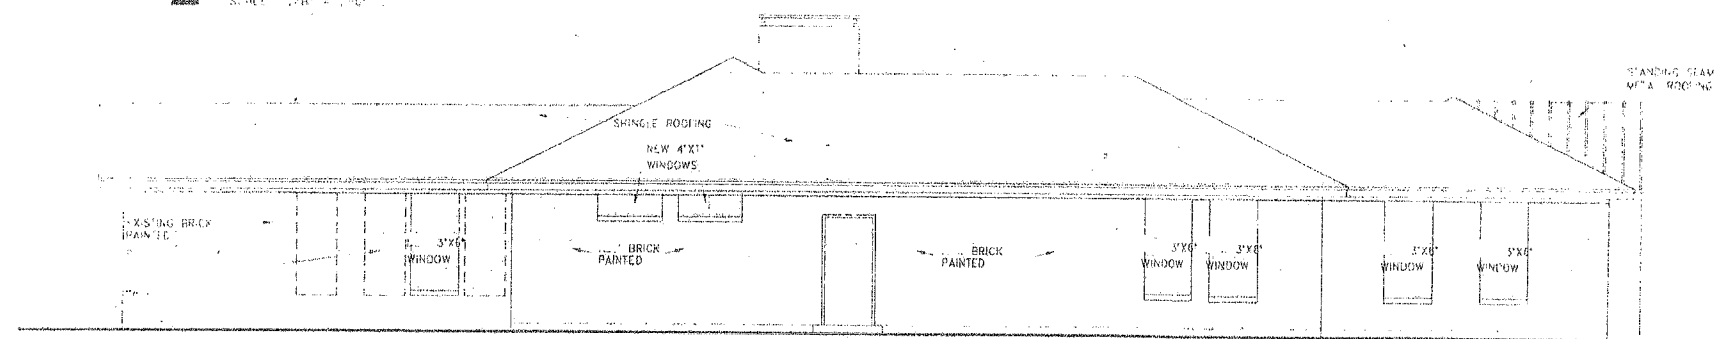 STANDING SEAM
METAL ROOFING
SHINGLE ROOFING
NEW 4'X1'
WINDOWS
EXISTING BRICK
PAINTED
3'X6'
WINDOW
BRICK
PAINTED
BRICK
PAINTED
3'X6'
WINDOW
3'X6'
WINDOW
3'X6'
WINDOW
3'X6'
WINDOW